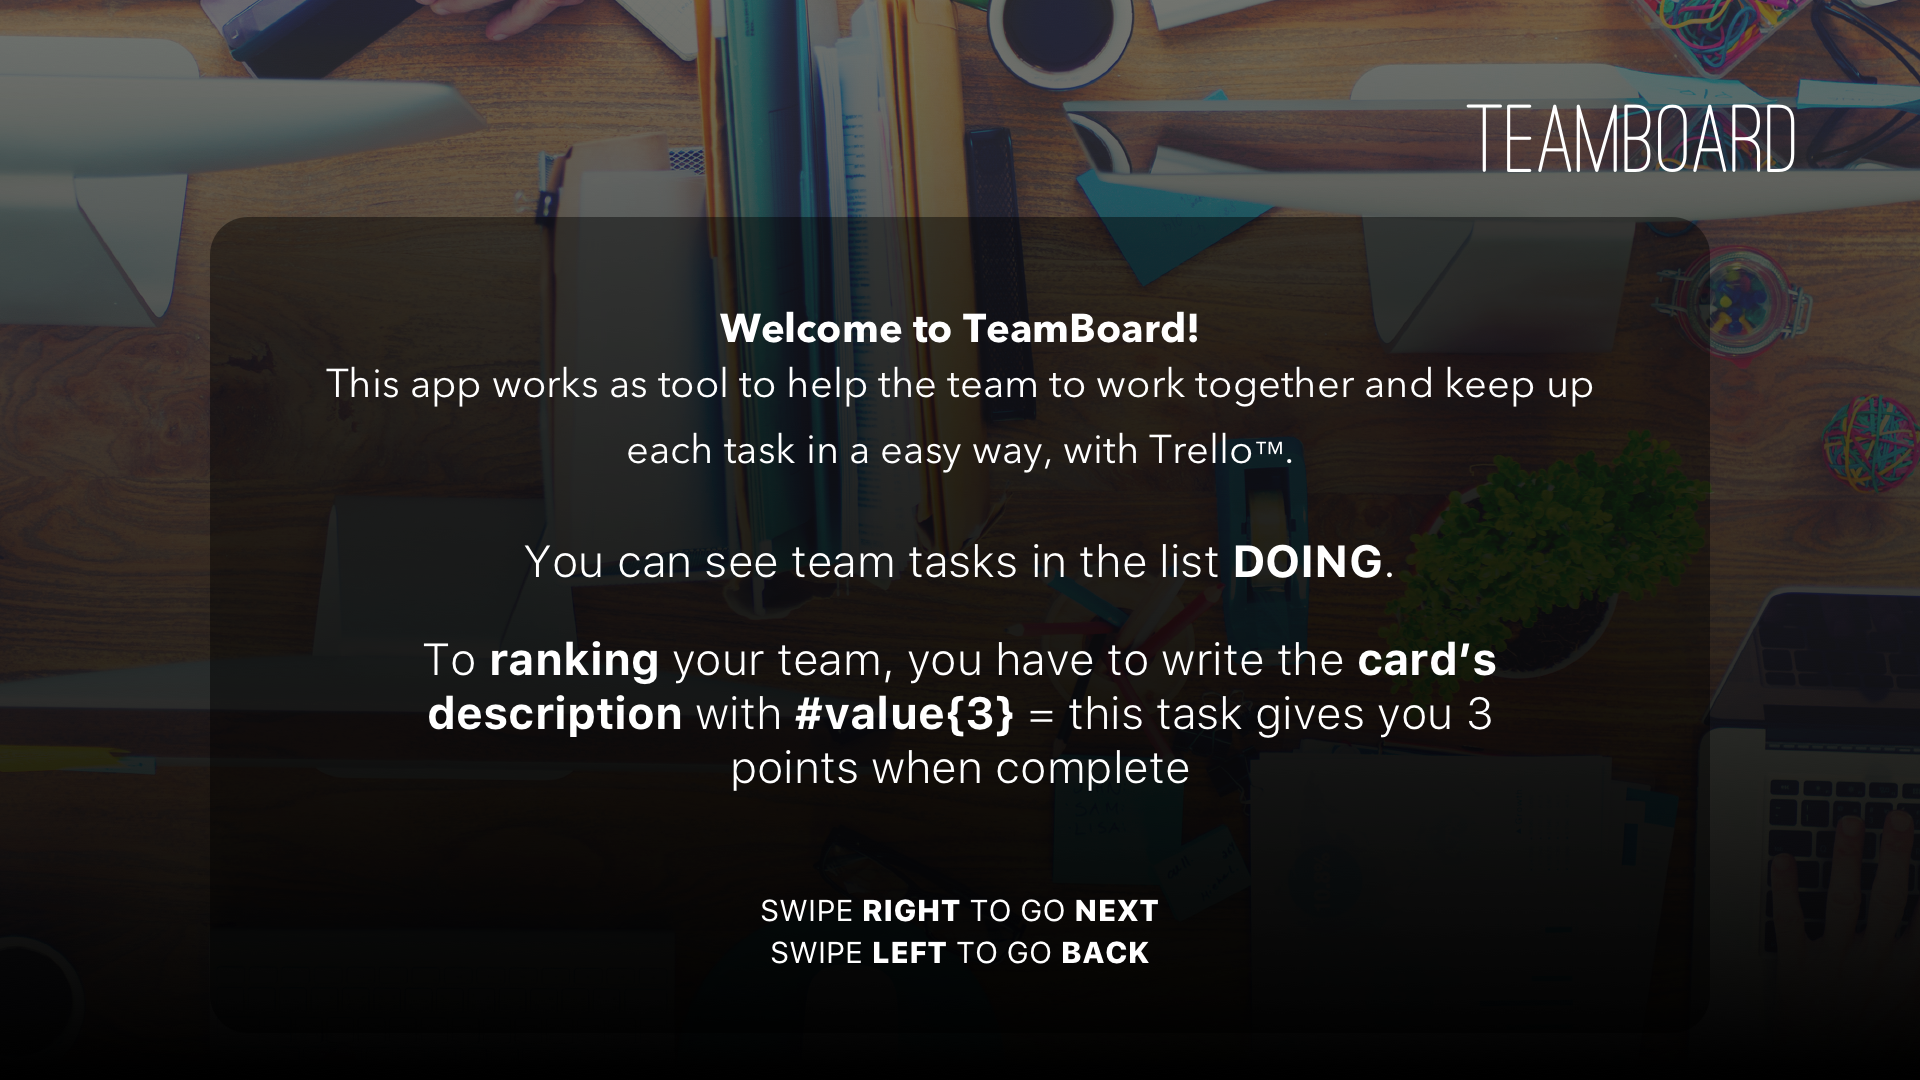 TEAMBOARD
Welcome to TeamBoard!
This app works as tool to help the team to work together and keep up
each task in a easy way, with Trello™.
You can see team tasks in the list DOING.
To ranking your team, you have to write the card’s
description with #value{3} = this task gives you 3
points when complete
SWIPE RIGHT TO GO NEXT
SWIPE LEFT TO GO BACK